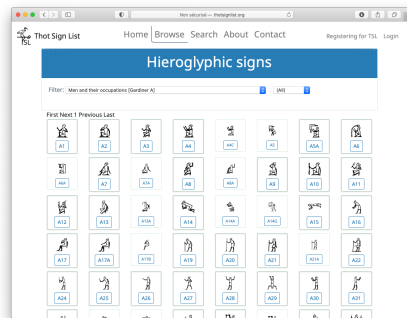 Non sécurisé — thotsignlist.org
TSL
Thot Sign List
Home Browse Search About Contact
Registering for TSL Login
Hieroglyphic signs
Filter: Men and their occupations [Gardiner A] (All)
First Next 1 Previous Last
A1 A2 A3 A4 A4C A5 A5A A6
A6A A7 A7A A8 A8A A9 A10 A11
A12 A13 A13A A14 A14A A14G A15 A16
A17 A17A A17B A19 A20 A21 A21A A22
A24 A25 A26 A27 A28 A29 A30 A31